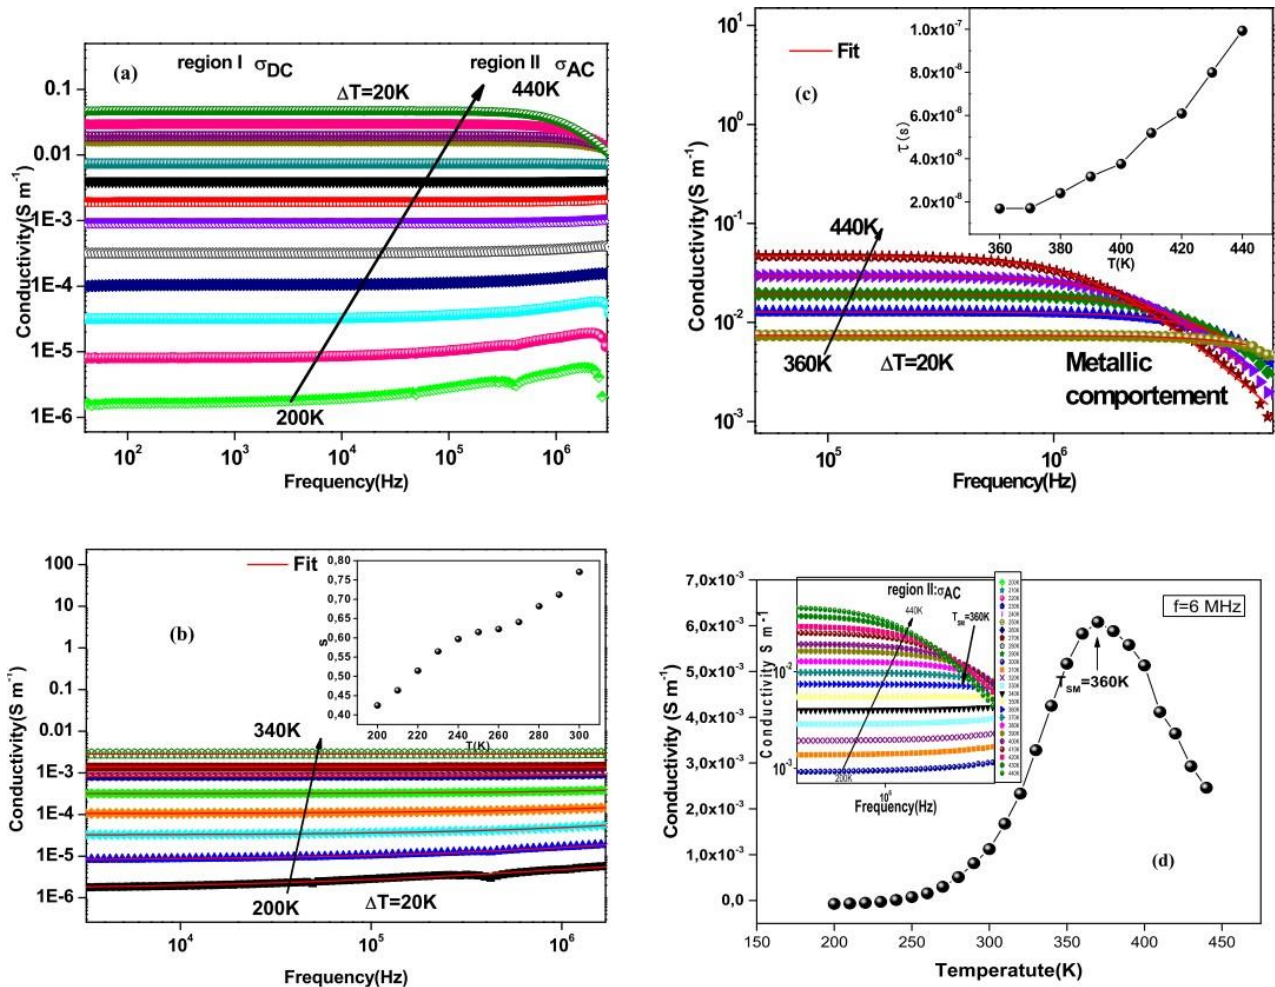 (a)
region I σDC
region II σAC
ΔT=20K
440K
200K
0.1
0.01
1E-3
1E-4
1E-5
1E-6
Conductivity(S m⁻¹)
10² 10³ 10⁴ 10⁵ 10⁶
Frequency(Hz)
(c)
Fit
10¹
10⁰
10⁻¹
10⁻²
10⁻³
Conductivity(S m⁻¹)
1.0x10⁻⁷
8.0x10⁻⁸
6.0x10⁻⁸
4.0x10⁻⁸
2.0x10⁻⁸
τ(s)
360 380 400 420 440
T(K)
440K
360K
ΔT=20K
Metallic
comportement
10⁵ 10⁶
Frequency(Hz)
(b)
Fit
100
10
1
0.1
0.01
1E-3
1E-4
1E-5
1E-6
Conductivity(S m⁻¹)
0,80
0,75
0,70
0,65
0,60
0,55
0,50
0,45
0,40
s
200 220 240 260 280 300
T(K)
340K
200K
ΔT=20K
10⁴ 10⁵ 10⁶
Frequency(Hz)
(d)
f=6 MHz
7,0x10⁻³
6,0x10⁻³
5,0x10⁻³
4,0x10⁻³
3,0x10⁻³
2,0x10⁻³
1,0x10⁻³
0,0
Conductivity (S m⁻¹)
region II:σAC
440K
TSM=360K
200K
Conductivity S m⁻¹
10⁻²
10⁻³
Frequency(Hz)
TSM=360K
150 200 250 300 350 400 450
Temperatute(K)